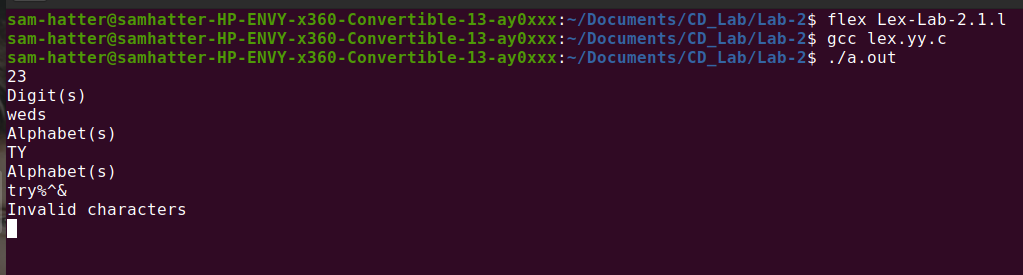 sam-hatter@samhatter-HP-ENVY-x360-Convertible-13-ay0xxx:~/Documents/CD_Lab/Lab-2$ flex Lex-Lab-2.1.l
sam-hatter@samhatter-HP-ENVY-x360-Convertible-13-ay0xxx:~/Documents/CD_Lab/Lab-2$ gcc lex.yy.c
sam-hatter@samhatter-HP-ENVY-x360-Convertible-13-ay0xxx:~/Documents/CD_Lab/Lab-2$ ./a.out
23
Digit(s)
weds
Alphabet(s)
TY
Alphabet(s)
try%^&
Invalid characters